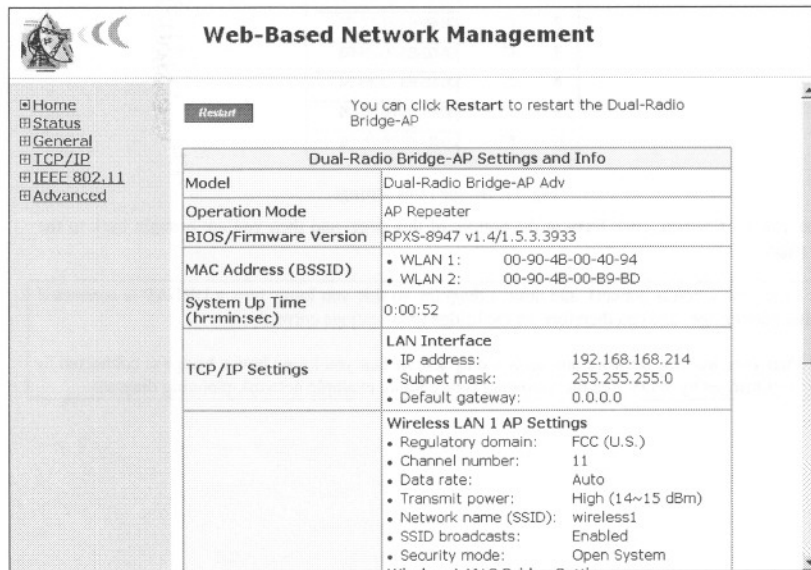 Web-Based Network Management
Home
Status
General
TCP/IP
IEEE 802.11
Advanced
Restart
You can click Restart to restart the Dual-Radio
Bridge-AP
Dual-Radio Bridge-AP Settings and Info
Model Dual-Radio Bridge-AP Adv
Operation Mode AP Repeater
BIOS/Firmware Version RPXS-8947 v1.4/1.5.3.3933
MAC Address (BSSID)
• WLAN 1: 00-90-4B-00-40-94
• WLAN 2: 00-90-4B-00-B9-BD
System Up Time
(hr:min:sec)
0:00:52
TCP/IP Settings
LAN Interface
• IP address: 192.168.168.214
• Subnet mask: 255.255.255.0
• Default gateway: 0.0.0.0
Wireless LAN 1 AP Settings
• Regulatory domain: FCC (U.S.)
• Channel number: 11
• Data rate: Auto
• Transmit power: High (14~15 dBm)
• Network name (SSID): wireless1
• SSID broadcasts: Enabled
• Security mode: Open System